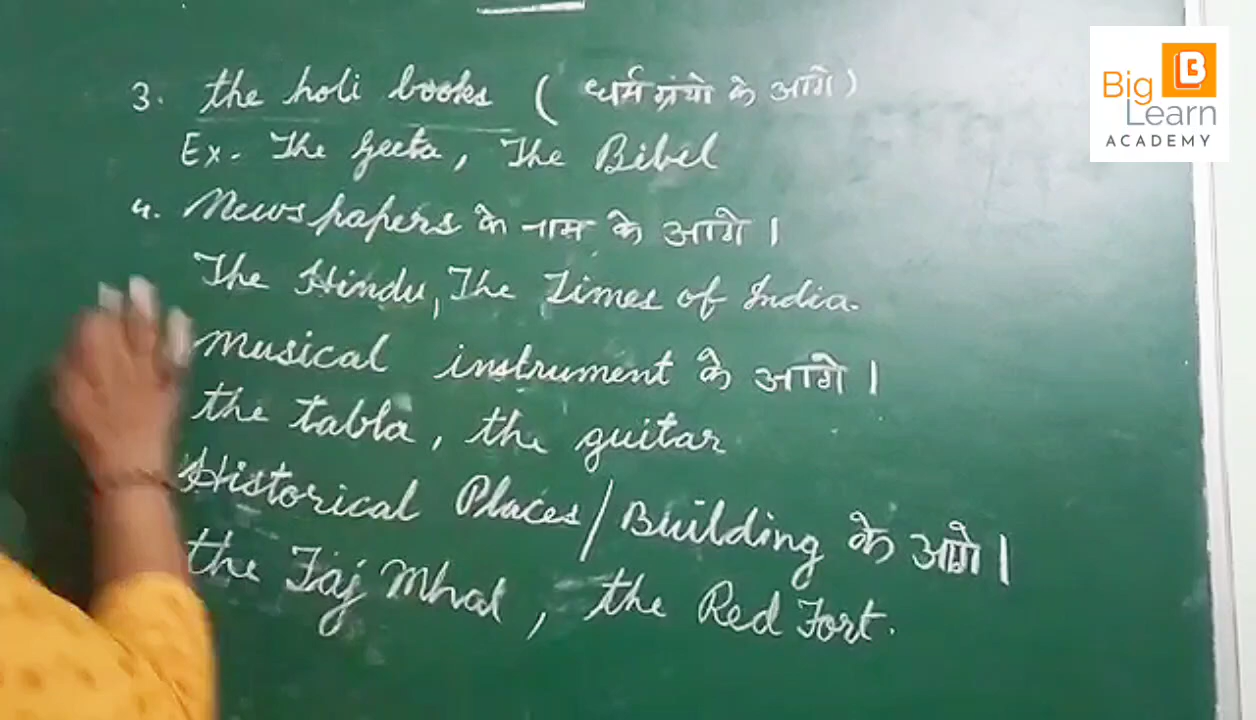 3. the holi books ( धर्म ग्रंथो के आगे )
Ex. The Geeta, The Bibel
4. Newspapers के नाम के आगे ।
The Hindu, The Times of India.
Musical instrument के आगे ।
the tabla, the guitar
Historical Places/Building के आगे ।
the Taj Mhal, the Red Fort.
B
Big
Learn
ACADEMY